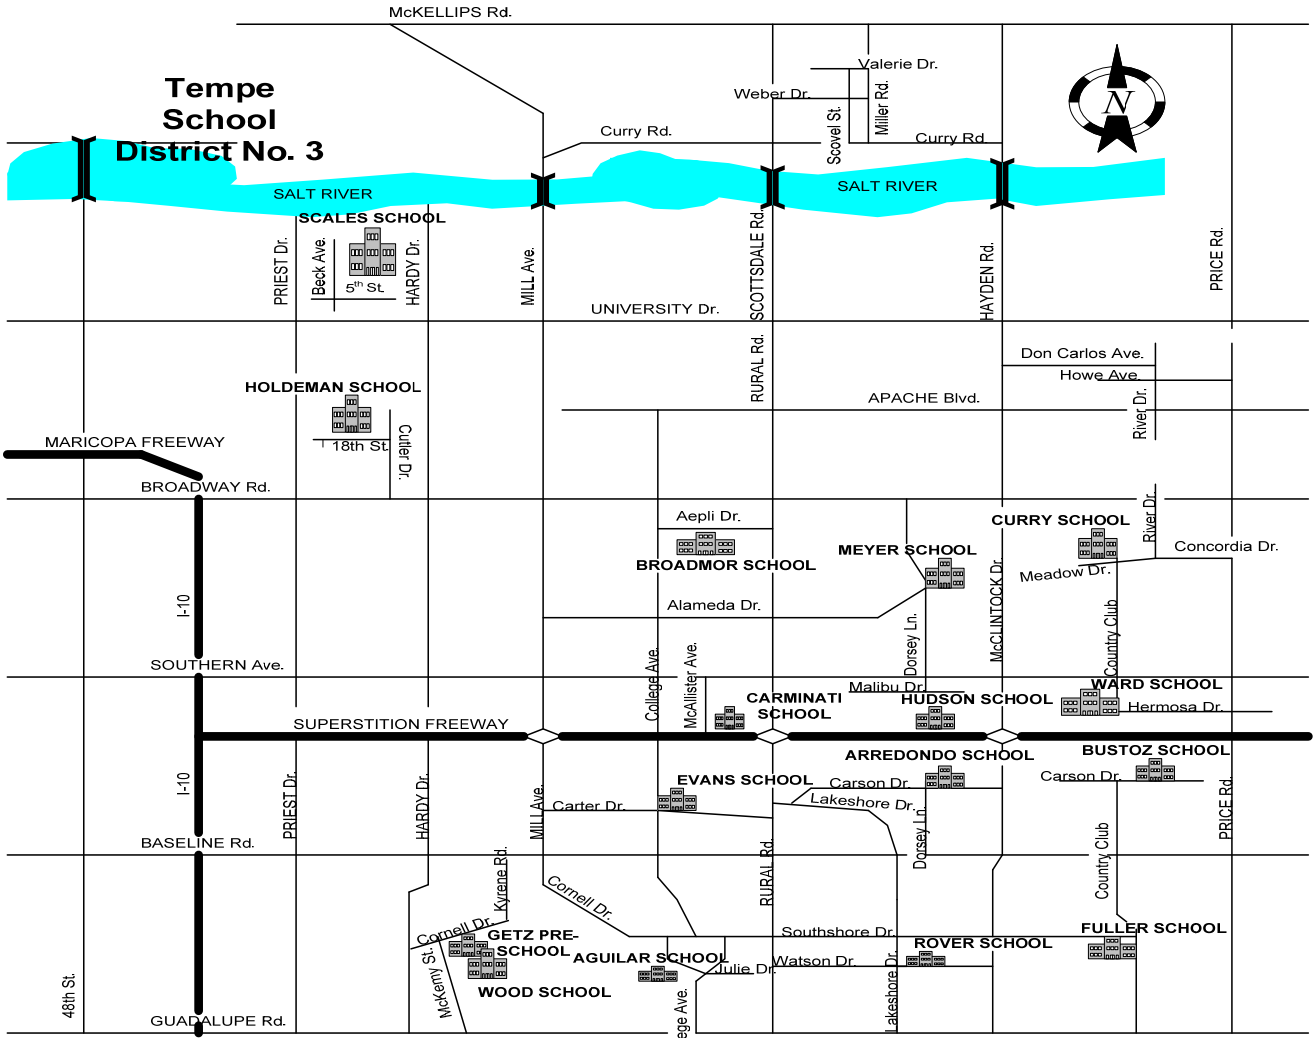 McKELLIPS Rd.
Tempe
School
District No. 3
Valerie Dr.
Weber Dr.
Miller Rd.
Scovel St.
Curry Rd.
Curry Rd.
N
SALT RIVER
SALT RIVER
SCALES SCHOOL
PRIEST Dr.
Beck Ave.
5th St.
HARDY Dr.
MILL Ave.
SCOTTSDALE Rd.
HAYDEN Rd.
PRICE Rd.
UNIVERSITY Dr.
RURAL Rd.
Don Carlos Ave.
Howe Ave.
River Dr.
HOLDEMAN SCHOOL
APACHE Blvd.
MARICOPA FREEWAY
18th St.
Cutler Dr.
BROADWAY Rd.
Aepli Dr.
BROADMOR SCHOOL
MEYER SCHOOL
CURRY SCHOOL
River Dr.
Concordia Dr.
Meadow Dr.
McCLINTOCK Dr.
I-10
Alameda Dr.
Dorsey Ln.
Country Club
SOUTHERN Ave.
College Ave.
McAllister Ave.
Malibu Dr.
WARD SCHOOL
CARMINATI
SCHOOL
HUDSON SCHOOL
Hermosa Dr.
SUPERSTITION FREEWAY
ARREDONDO SCHOOL
BUSTOZ SCHOOL
I-10
PRIEST Dr.
HARDY Dr.
MILL Ave.
EVANS SCHOOL
Carson Dr.
Carson Dr.
Carter Dr.
Lakeshore Dr.
Dorsey Ln.
PRICE Rd.
BASELINE Rd.
Kyrene Rd.
Cornell Dr.
RURAL Rd.
Country Club
Cornell Dr.
GETZ PRE-
SCHOOL
Southshore Dr.
ROVER SCHOOL
FULLER SCHOOL
AGUILAR SCHOOL
Julie Dr.
Watson Dr.
WOOD SCHOOL
McKemy St.
48th St.
Lakeshore Dr.
ege Ave.
GUADALUPE Rd.